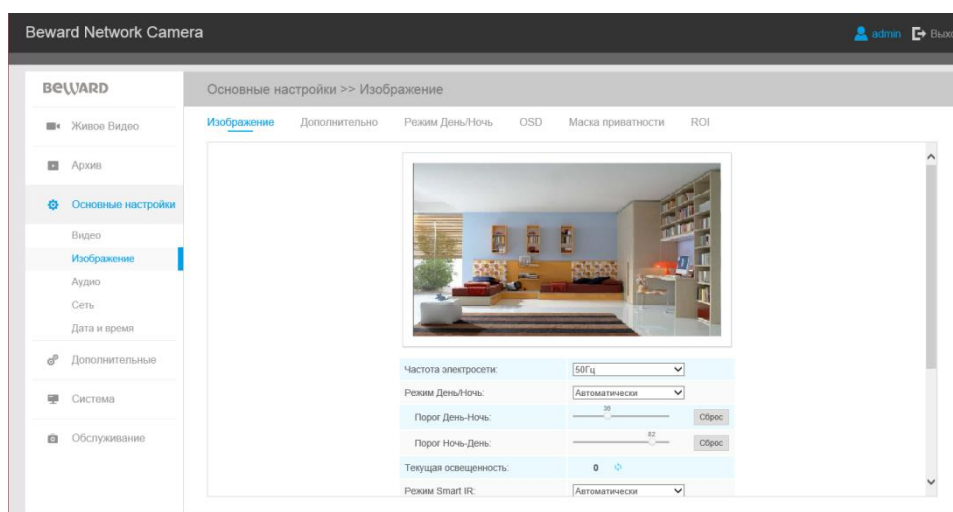 Beward Network Camera
admin
BEWARD
Основные настройки >> Изображение
Живое Видео
Архив
Основные настройки
Видео
Изображение
Аудио
Сеть
Дата и время
Дополнительные
Система
Обслуживание
Изображение Дополнительно Режим День/Ночь OSD Маска приватности ROI
Частота электросети: 50Гц
Режим День/Ночь: Автоматически
38
Порог День-Ночь: Сброс
82
Порог Ночь-День: Сброс
Текущая освещенность: 0
Режим Smart IR: Автоматически